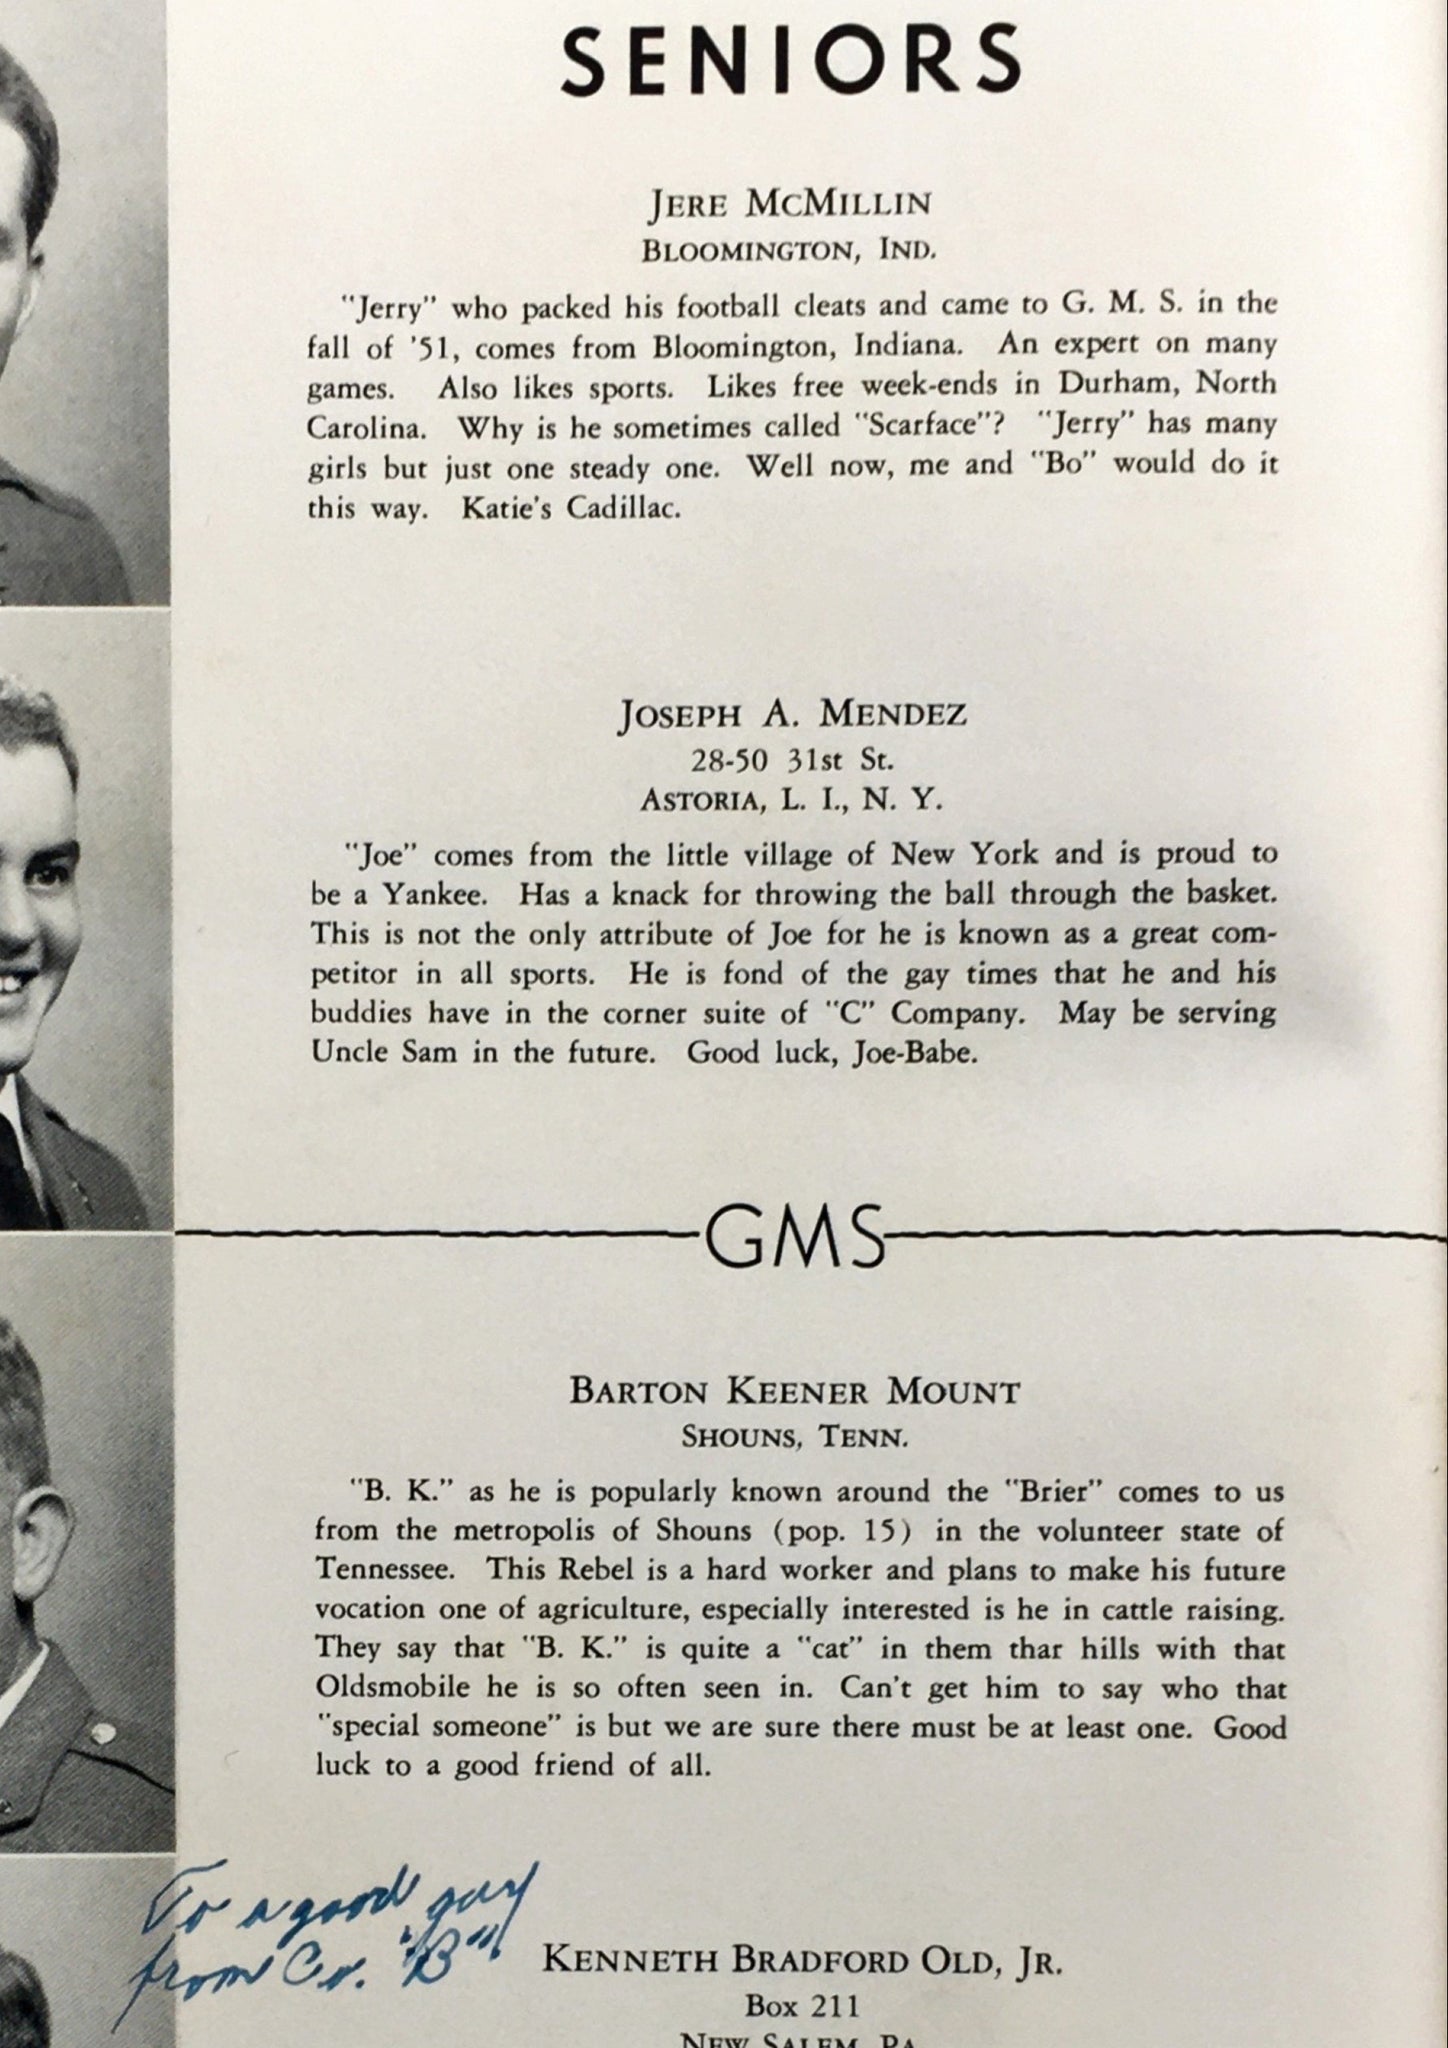 SENIORS
JERE MCMILLIN
BLOOMINGTON, IND.
"Jerry" who packed his football cleats and came to G. M. S. in the
fall of '51, comes from Bloomington, Indiana. An expert on many
games. Also likes sports. Likes free week-ends in Durham, North
Carolina. Why is he sometimes called "Scarface"? "Jerry" has many
girls but just one steady one. Well now, me and "Bo" would do it
this way. Katie's Cadillac.
JOSEPH A. MENDEZ
28-50 31st St.
ASTORIA, L. I., N. Y.
"Joe" comes from the little village of New York and is proud to
be a Yankee. Has a knack for throwing the ball through the basket.
This is not the only attribute of Joe for he is known as a great com-
petitor in all sports. He is fond of the gay times that he and his
buddies have in the corner suite of "C" Company. May be serving
Uncle Sam in the future. Good luck, Joe-Babe.
GMS
BARTON KEENER MOUNT
SHOUNS, TENN.
"B. K." as he is popularly known around the "Brier" comes to us
from the metropolis of Shouns (pop. 15) in the volunteer state of
Tennessee. This Rebel is a hard worker and plans to make his future
vocation one of agriculture, especially interested is he in cattle raising.
They say that "B. K." is quite a "cat" in them thar hills with that
Oldsmobile he is so often seen in. Can't get him to say who that
"special someone" is but we are sure there must be at least one. Good
luck to a good friend of all.
To a good guy
from Co. "B"
KENNETH BRADFORD OLD, JR.
Box 211
NEW SALEM, PA.